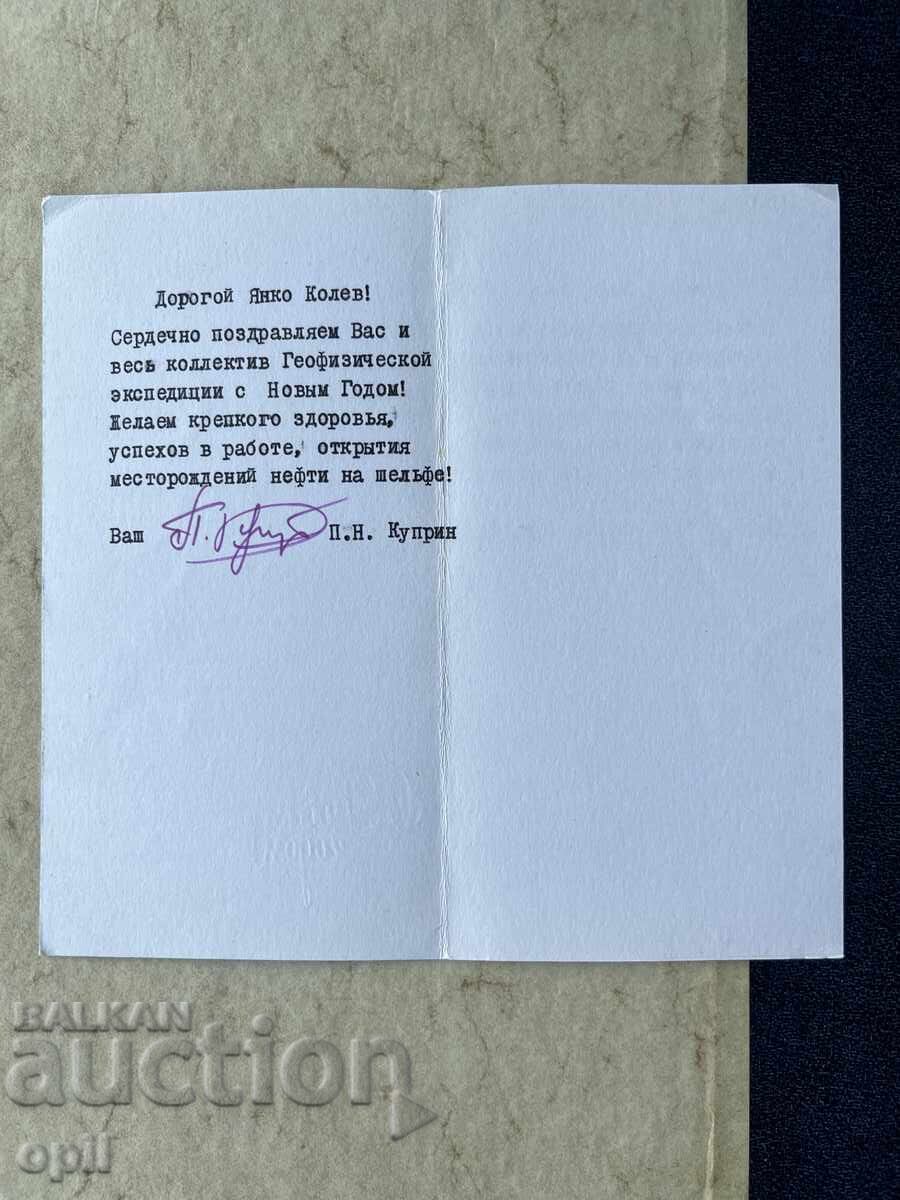 Дорогой Янко Колев!
Сердечно поздравляем Вас и
весь коллектив Геофизической
экспедиции с Новым Годом!
Желаем крепкого здоровья,
успехов в работе, открытия
месторождений нефти на шельфе!
Ваш П.Н. Куприн
BALKAN
auction
opil